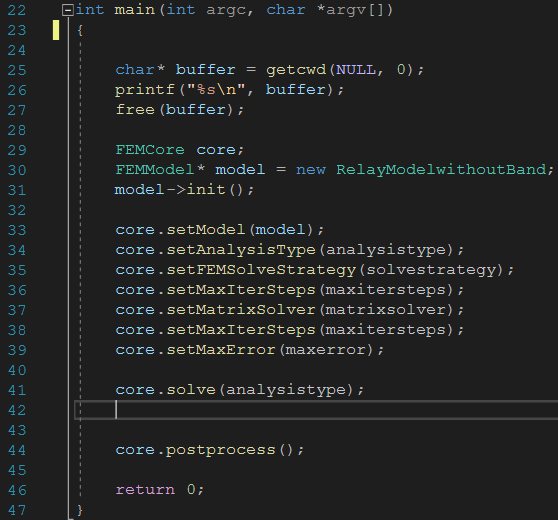 22 int main(int argc, char *argv[])
23 {
24
25     char* buffer = getcwd(NULL, 0);
26     printf("%s\n", buffer);
27     free(buffer);
28
29     FEMCore core;
30     FEMModel* model = new RelayModelwithoutBand;
31     model->init();
32
33     core.setModel(model);
34     core.setAnalysisType(analysistype);
35     core.setFEMSolveStrategy(solvestrategy);
36     core.setMaxIterSteps(maxitersteps);
37     core.setMatrixSolver(matrixsolver);
38     core.setMaxIterSteps(maxitersteps);
39     core.setMaxError(maxerror);
40
41     core.solve(analysistype);
42
43
44     core.postprocess();
45
46     return 0;
47 }